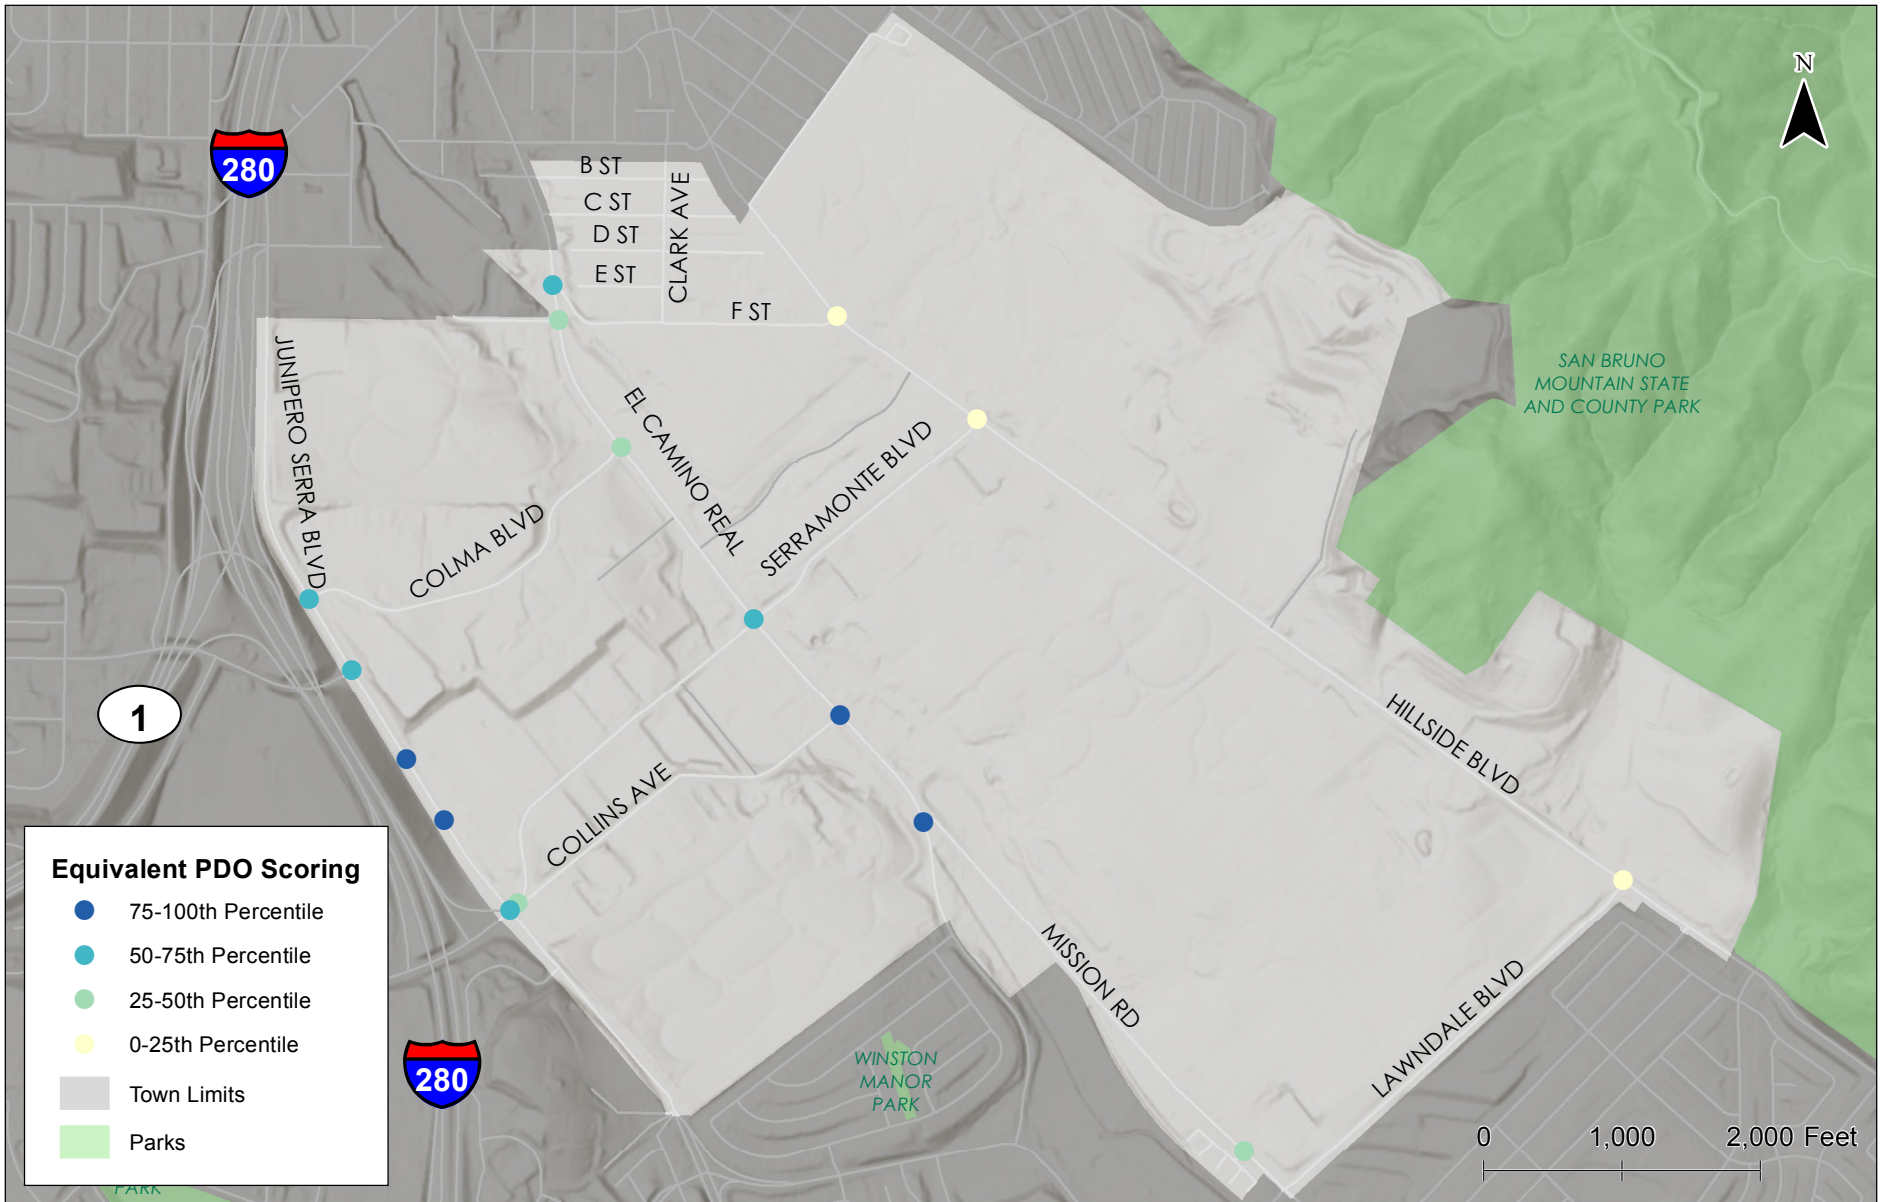 N
280
B ST
C ST
D ST
E ST
CLARK AVE
F ST
JUNIPERO SERRA BLVD
EL CAMINO REAL
SERRAMONTE BLVD
COLMA BLVD
SAN BRUNO
MOUNTAIN STATE
AND COUNTY PARK
1
HILLSIDE BLVD
COLLINS AVE
MISSION RD
LAWNDALE BLVD
WINSTON
MANOR
PARK
280
Equivalent PDO Scoring
75-100th Percentile
50-75th Percentile
25-50th Percentile
0-25th Percentile
Town Limits
Parks
PARK
0 1,000 2,000 Feet